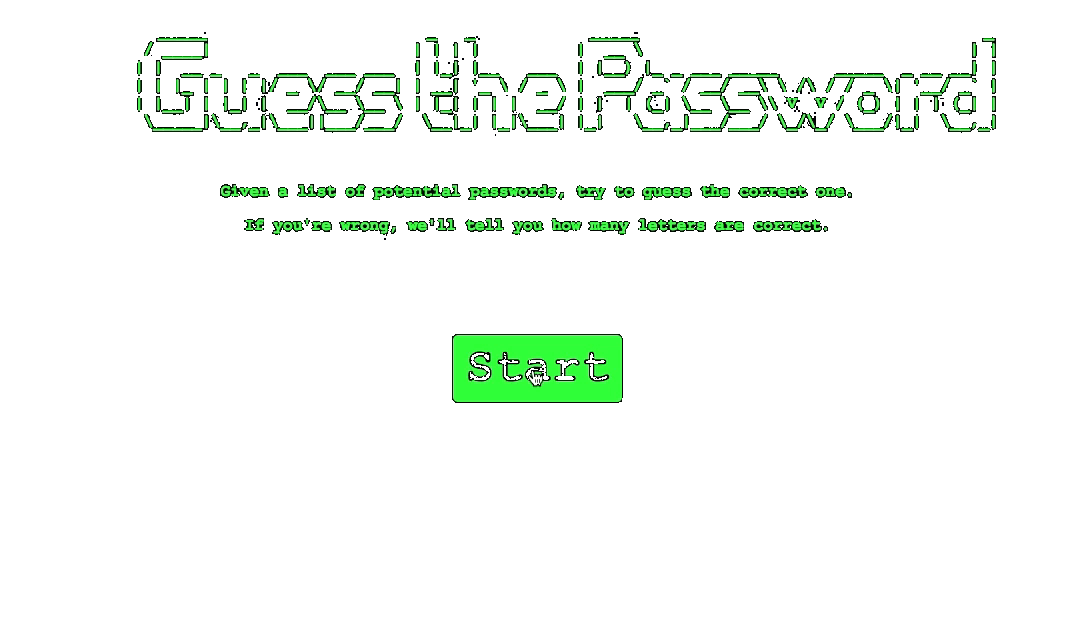 Guess the Password
Given a list of potential passwords, try to guess the correct one.
If you're wrong, we'll tell you how many letters are correct.
Start